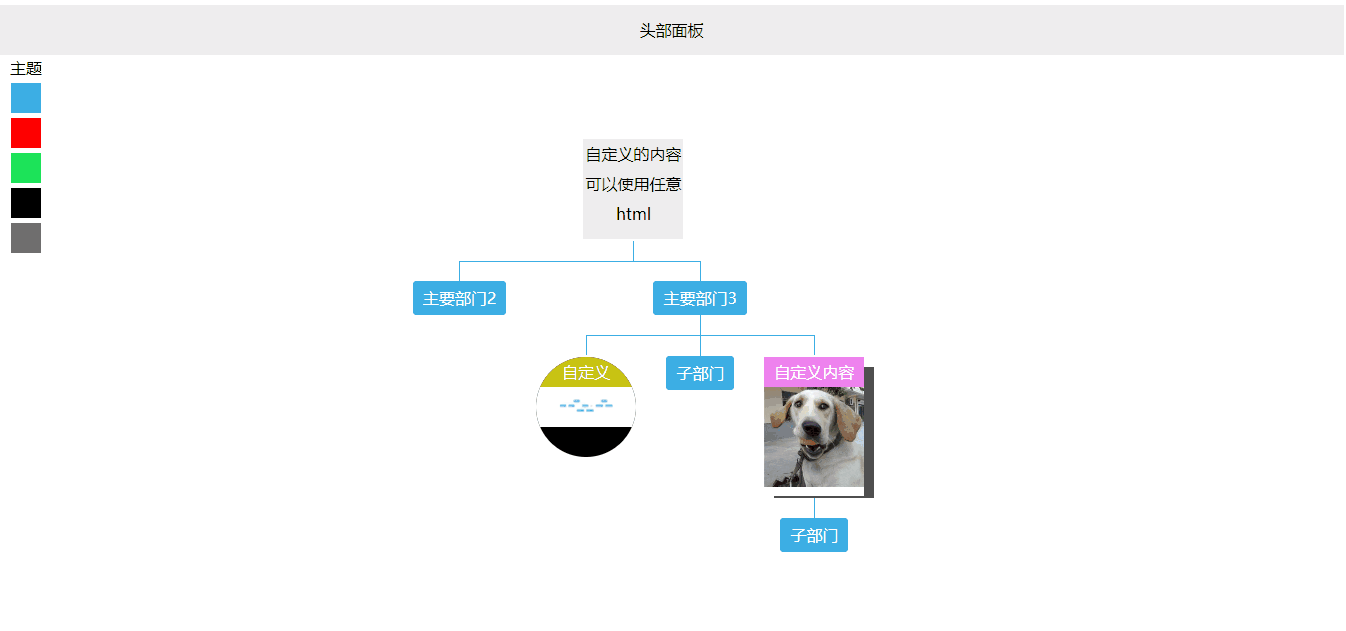 头部面板
主题
自定义的内容
可以使用任意
html
主要部门2
主要部门3
自定义
子部门
自定义内容
子部门